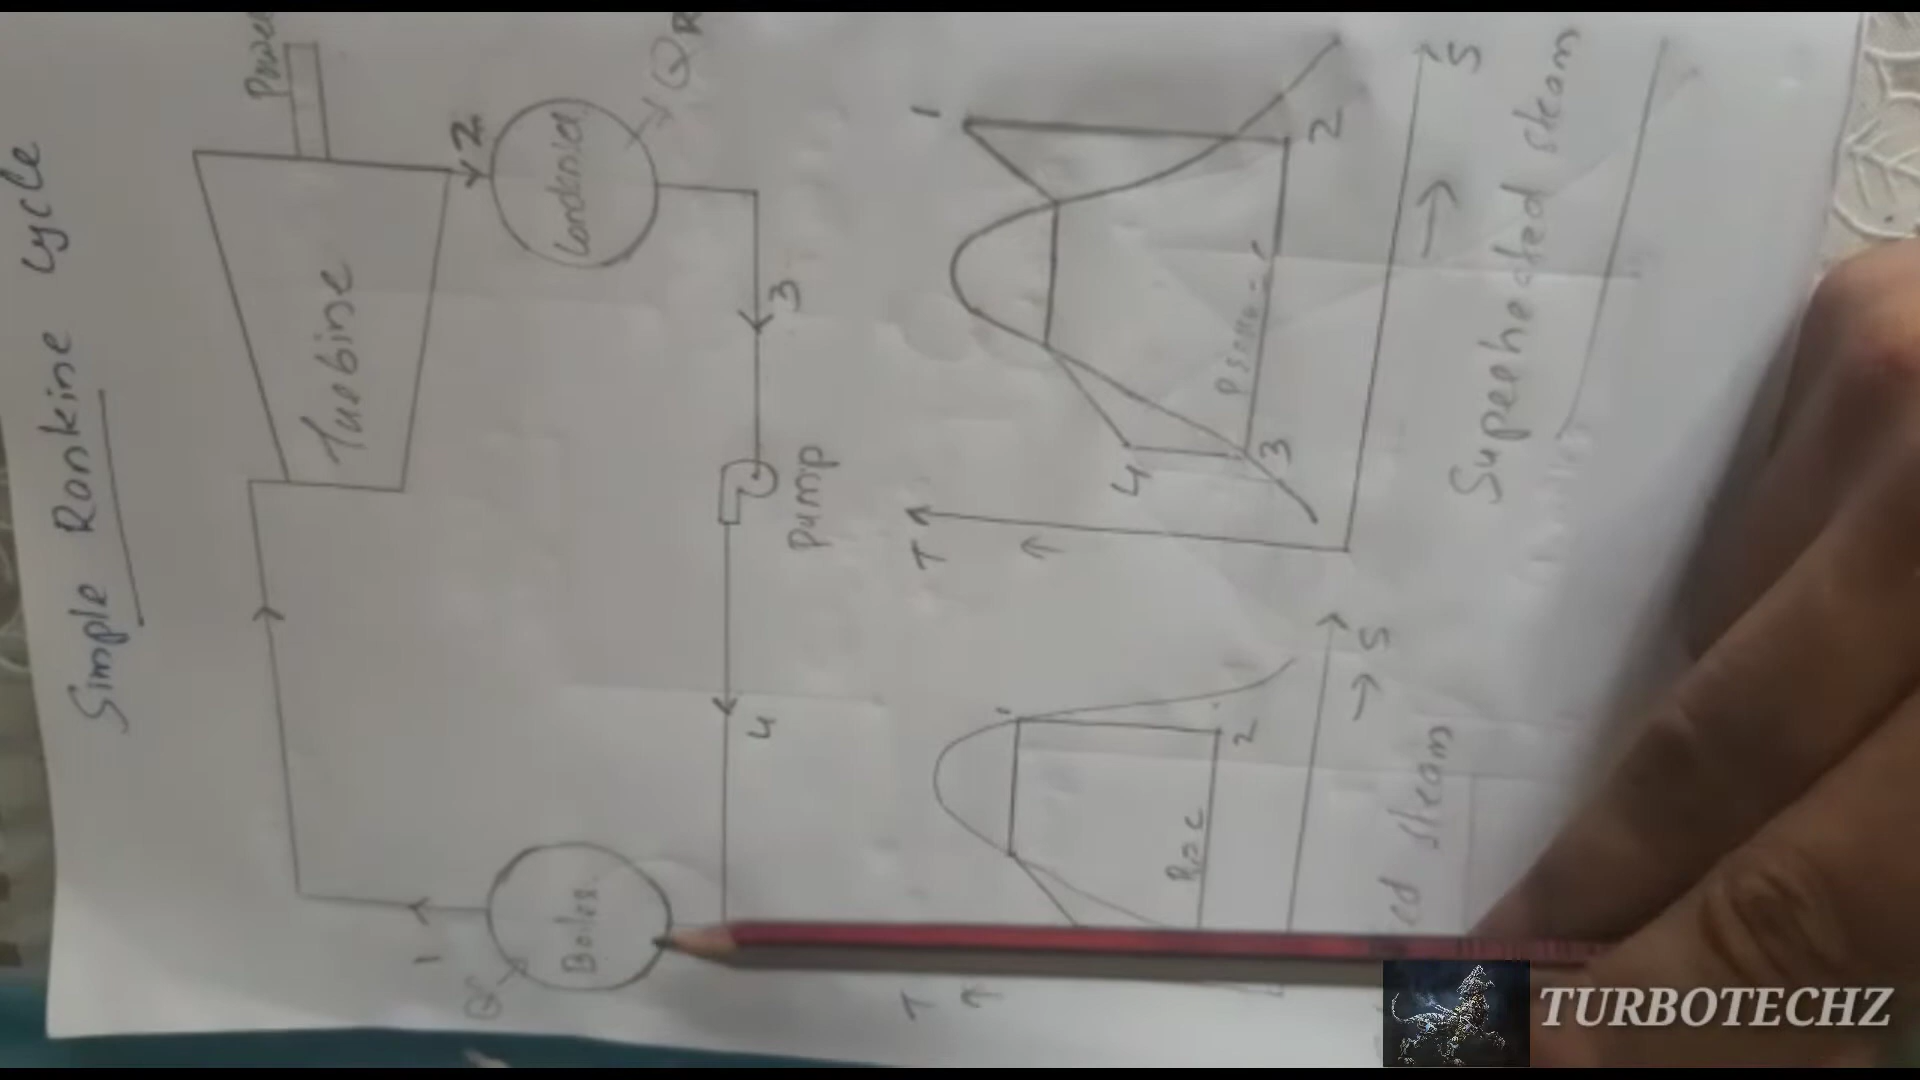 Simple Rankine Cycle
Power
Turbine
1
2
Q
Boiler
Condenser
QR
3
Pump
4
T
1
2
P=c
S
T
1
2
3
4
S
steam
Superheated steam
TURBOTECHZ